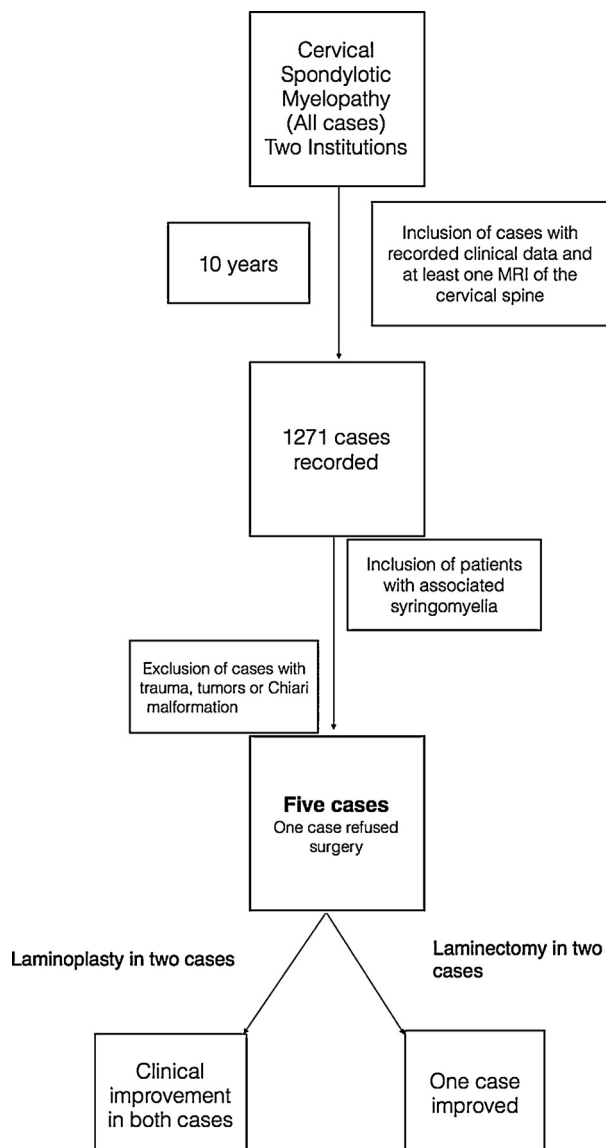 Cervical
Spondylotic
Myelopathy
(All cases)
Two Institutions
10 years
Inclusion of cases with
recorded clinical data and
at least one MRI of the
cervical spine
1271 cases
recorded
Inclusion of patients
with associated
syringomyelia
Exclusion of cases with
trauma, tumors or Chiari
malformation
Five cases
One case refused
surgery
Laminoplasty in two cases
Laminectomy in two
cases
Clinical
improvement
in both cases
One case
improved